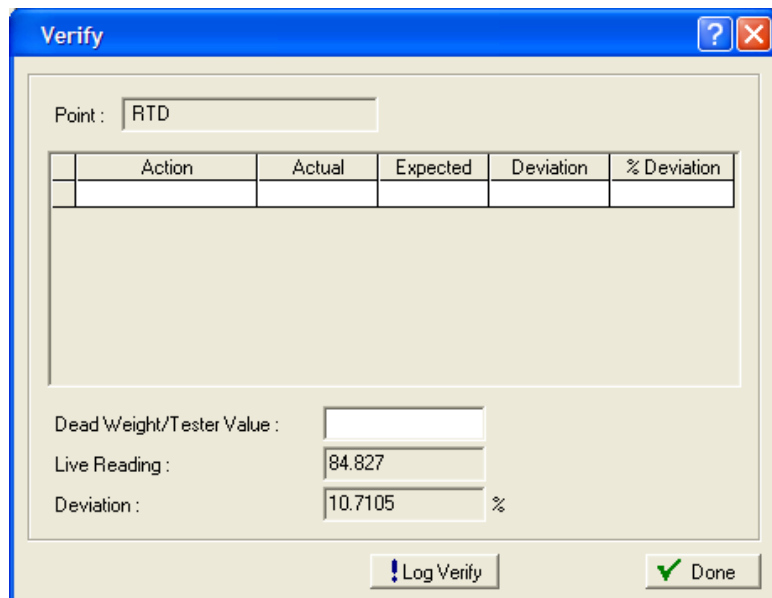 Verify
Point : RTD
Action Actual Expected Deviation % Deviation
Dead Weight/Tester Value :
Live Reading : 84.827
Deviation : 10.7105 %
! Log Verify Done